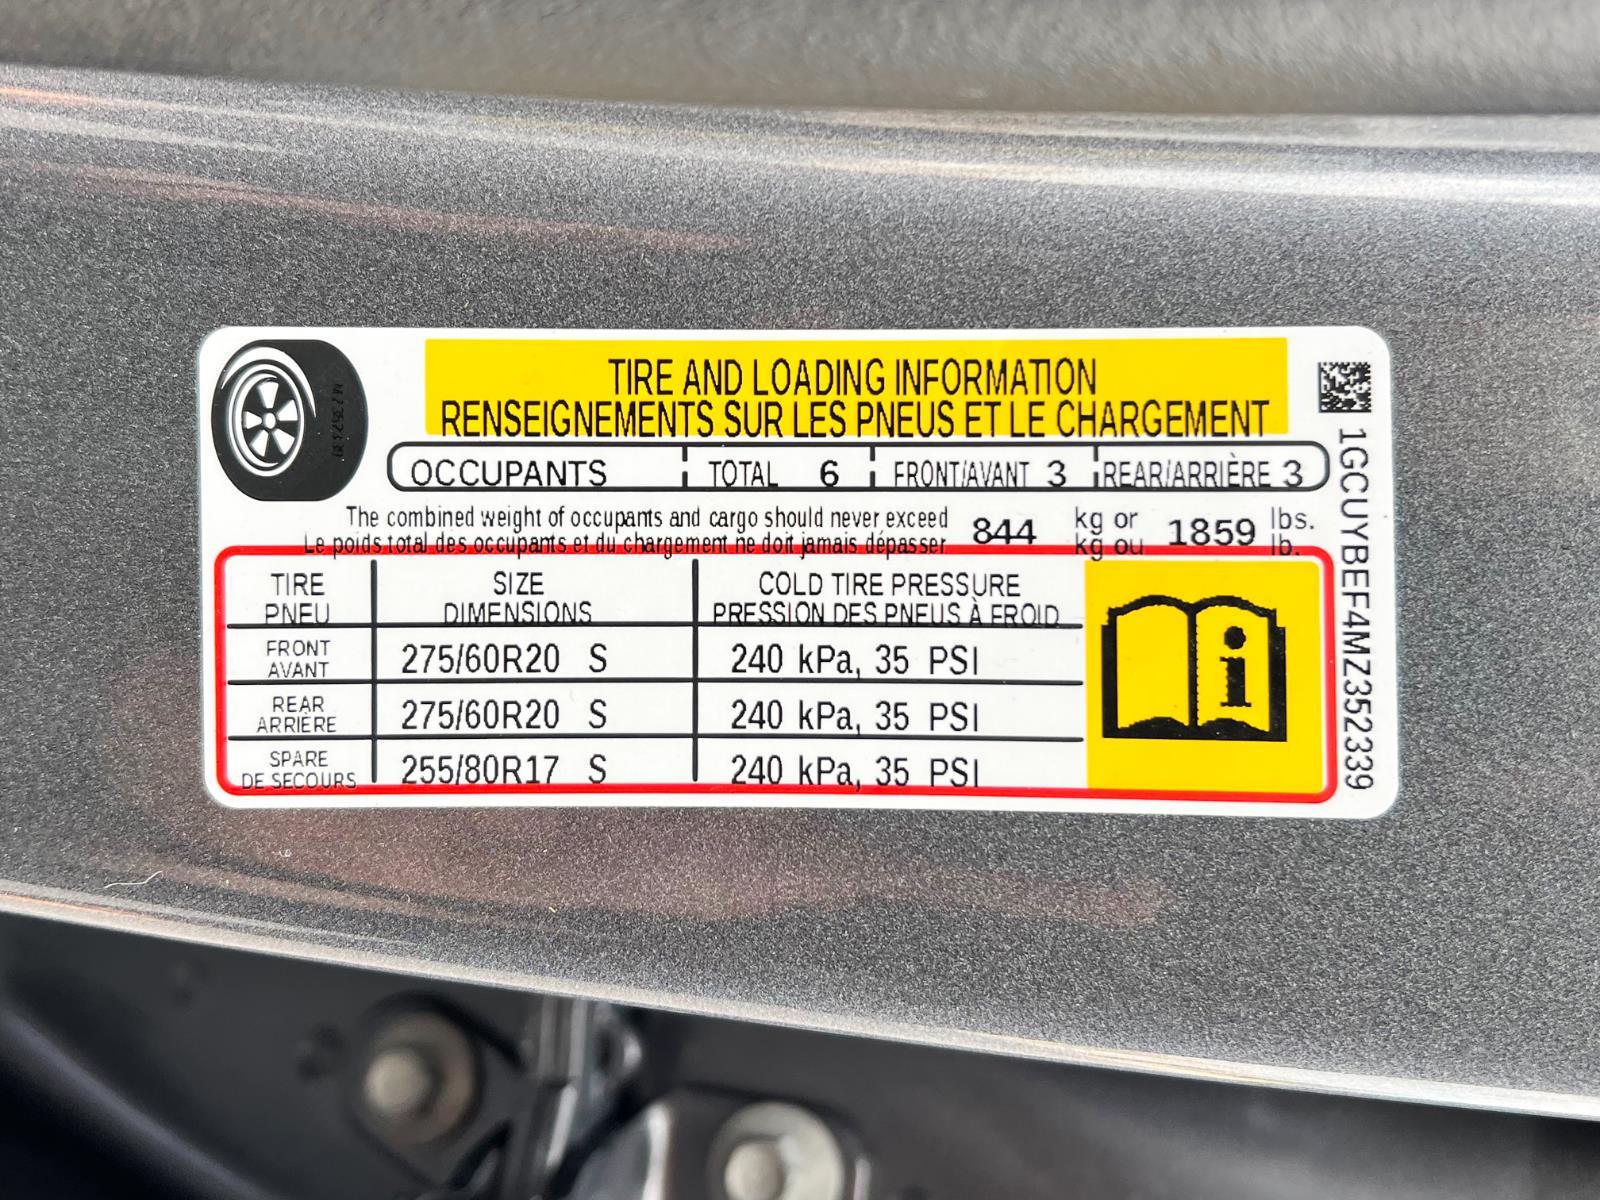 TIRE AND LOADING INFORMATION
RENSEIGNEMENTS SUR LES PNEUS ET LE CHARGEMENT
OCCUPANTS TOTAL 6 FRONT/AVANT 3 REAR/ARRIÈRE 3
The combined weight of occupants and cargo should never exceed 844 kg or 1859 lbs.
Le poids total des occupants et du chargement ne doit jamais dépasser kg ou lb.
TIRE SIZE COLD TIRE PRESSURE
PNEU DIMENSIONS PRESSION DES PNEUS À FROID
FRONT
AVANT
275/60R20 S 240 kPa, 35 PSI
REAR
ARRIÈRE
275/60R20 S 240 kPa, 35 PSI
SPARE
DE SECOURS
255/80R17 S 240 kPa, 35 PSI
1GCUYBEF4MZ352339